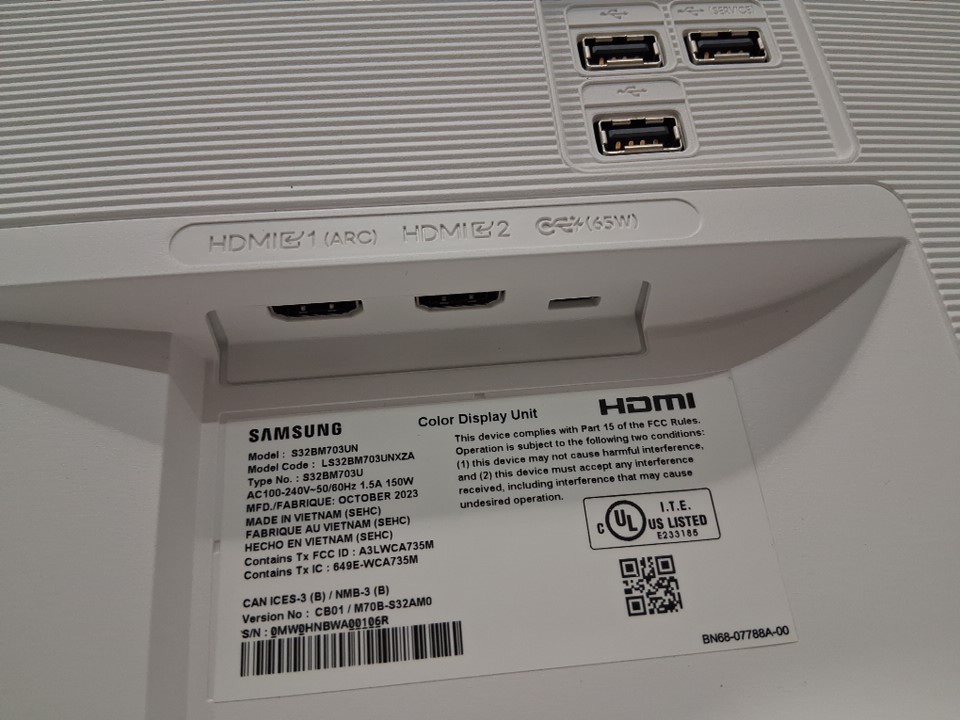 (SERVICE)
HDMI 1 (ARC) HDMI 2 (65W)
SAMSUNG
Color Display Unit
HDMI
Model : S32BM703UN
Model Code : LS32BM703UNXZA
Type No. : S32BM703U
AC100-240V~50/60Hz 1.5A 150W
MFD./FABRIQUE: OCTOBER 2023
MADE IN VIETNAM (SEHC)
FABRIQUE AU VIETNAM (SEHC)
HECHO EN VIETNAM (SEHC)
Contains Tx FCC ID : A3LWCA735M
Contains Tx IC : 649E-WCA735M
This device complies with Part 15 of the FCC Rules.
Operation is subject to the following two conditions:
(1) this device may not cause harmful interference,
and (2) this device must accept any interference
received, including interference that may cause
undesired operation.
C UL US LISTED
I.T.E.
E233185
CAN ICES-3 (B) / NMB-3 (B)
Version No : CB01 / M70B-S32AM0
S/N : 0MW0HNBWA00106R
BN68-07788A-00